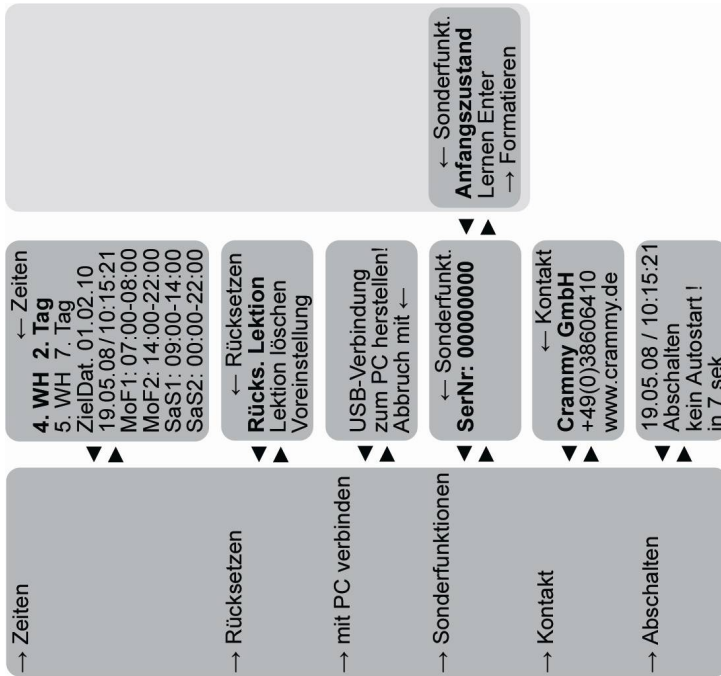 → Zeiten
← Zeiten
4. WH 2. Tag
5. WH 7. Tag
ZielDat. 01.02.10
19.05.08 / 10:15:21
MoF1: 07:00-08:00
MoF2: 14:00-22:00
SaS1: 09:00-14:00
SaS2: 00:00-22:00
→ Rücksetzen
← Rücksetzen
Rücks. Lektion
Lektion löschen
Voreinstellung
→ mit PC verbinden
USB-Verbindung
zum PC herstellen!
Abbruch mit ←
→ Sonderfunktionen
← Sonderfunkt.
SerNr: 00000000
← Sonderfunkt.
Anfangszustand
Lernen Enter
→ Formatieren
→ Kontakt
← Kontakt
Crammy GmbH
+49(0)38606410
www.crammy.de
→ Abschalten
19.05.08 / 10:15:21
Abschalten
kein Autostart !
in 7 sek